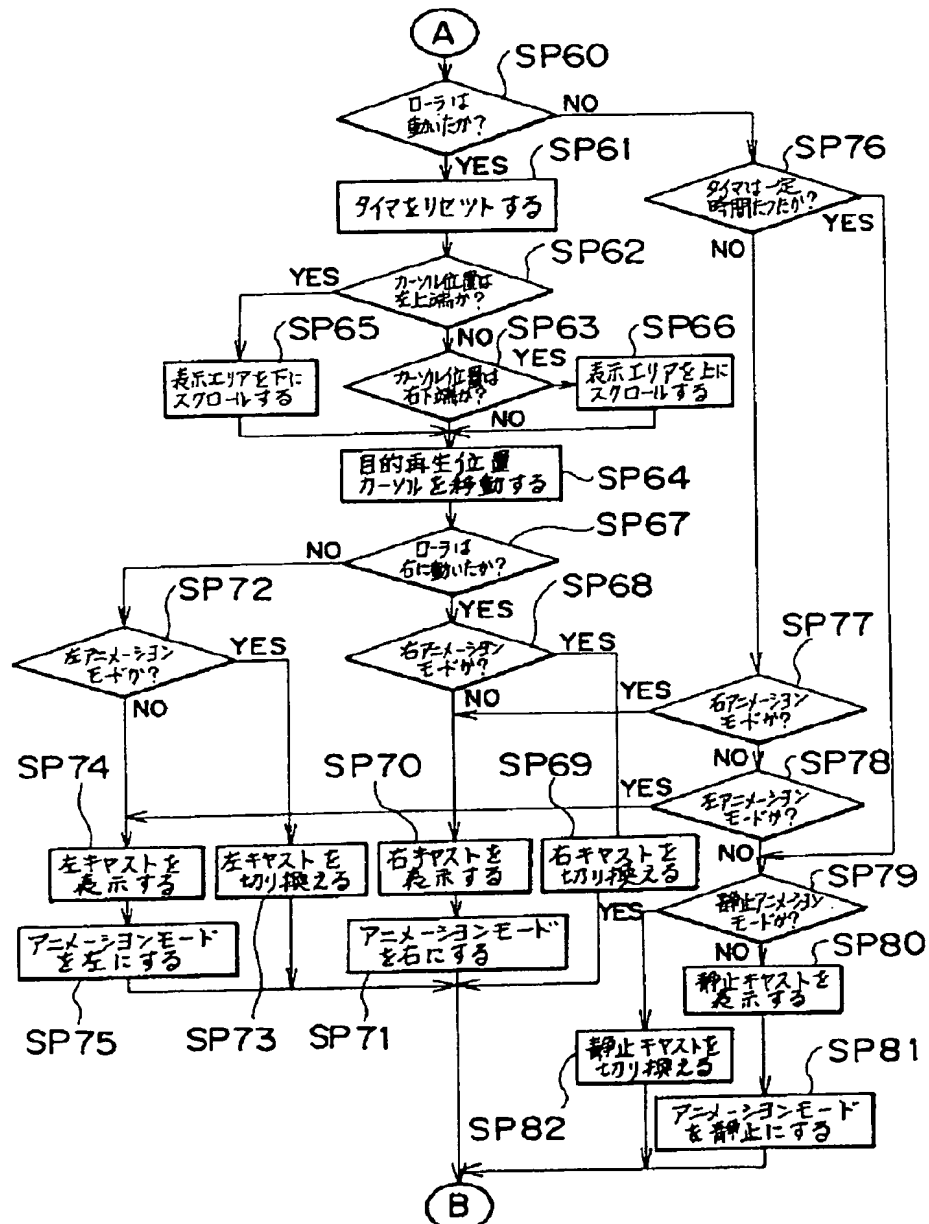 A
SP60
ローラは
動いたか?
NO
YES
SP61
タイマをリセットする
SP76
タイマは一定
時間たったか?
YES
NO
SP62
カーソル位置は
左上端か?
YES
NO
SP65
表示エリアを下に
スクロールする
SP63
カーソル位置は
右下端か?
YES
NO
SP66
表示エリアを上に
スクロールする
目的再生位置
カーソルを移動する
SP64
SP67
ローラは
右に動いたか?
NO
YES
SP72
左アニメーション
モードか?
YES
NO
SP68
右アニメーション
モードか?
YES
NO
SP77
右アニメーション
モードか?
YES
NO
SP78
左アニメーション
モードか?
YES
NO
SP74
左キャストを
表示する
左キャストを
切り換える
SP70
右キャストを
表示する
SP69
右キャストを
切り換える
SP79
静止アニメーション
モードか?
YES
NO
アニメーションモード
を左にする
SP75
SP73
アニメーションモード
を右にする
SP71
SP80
静止キャストを
表示する
静止キャストを
切り換える
SP82
SP81
アニメーションモード
を静止にする
B